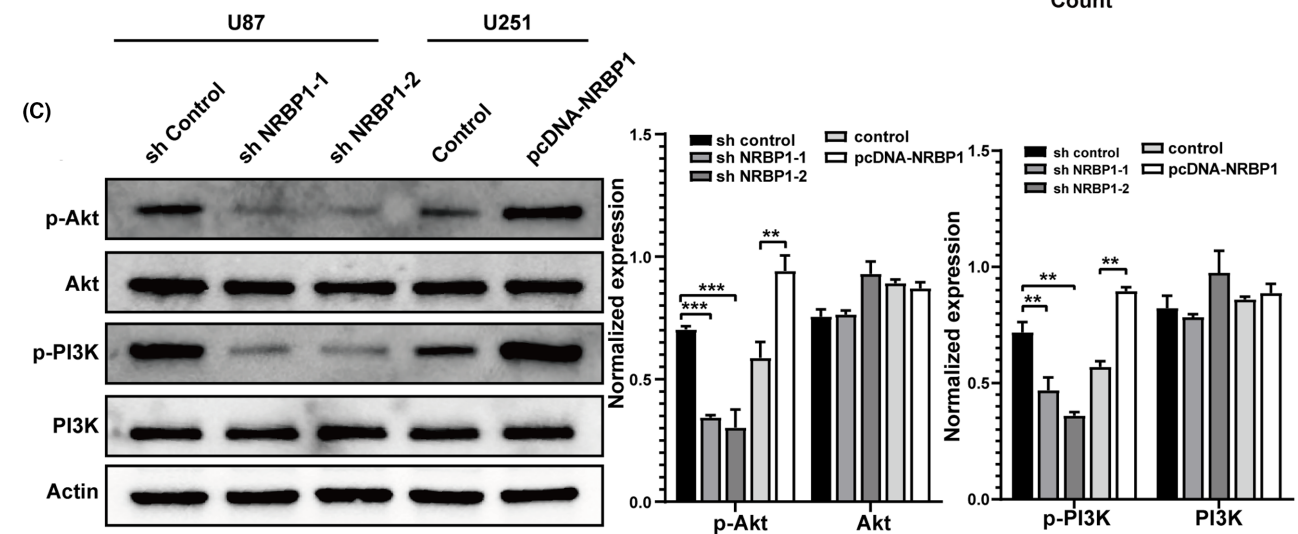 Count
U87
U251
(C)
sh Control
sh NRBP1-1
sh NRBP1-2
Control
pcDNA-NRBP1
p-Akt
Akt
p-PI3K
PI3K
Actin
Normalized expression
1.5
1.0
0.5
0.0
sh control
sh NRBP1-1
sh NRBP1-2
control
pcDNA-NRBP1
***
***
**
p-Akt
Akt
Normalized expression
1.5
1.0
0.5
0.0
sh control
sh NRBP1-1
sh NRBP1-2
control
pcDNA-NRBP1
**
**
**
p-PI3K
PI3K